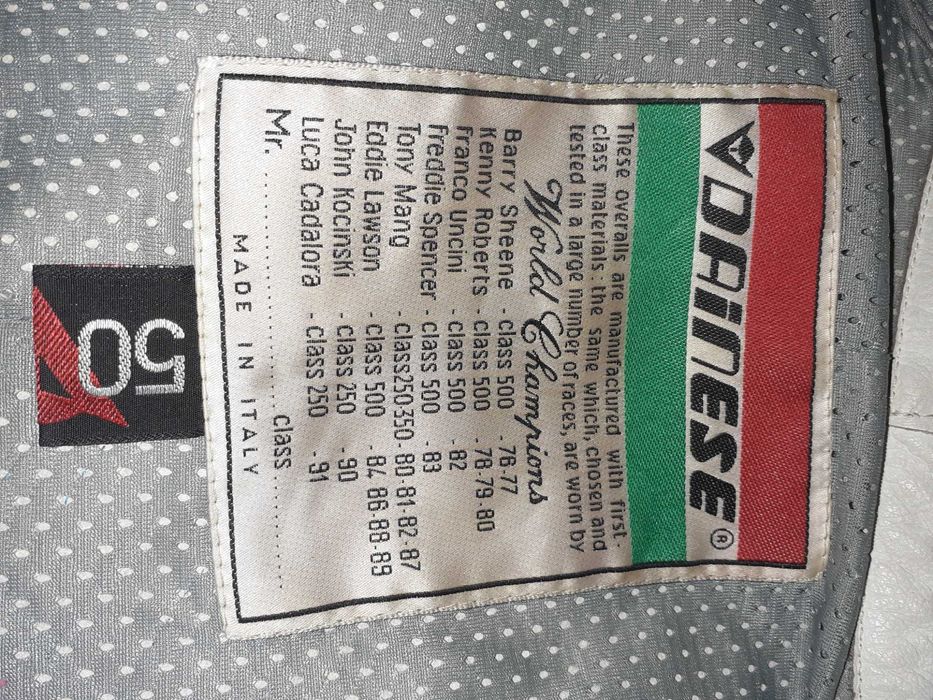 DAINESE®
These overalls are manufactured with first-
class materials: the same which, chosen and
tested in a large number of races, are worn by
World Champions
Barry Sheene - class 500 - 76-77
Kenny Roberts - class 500 - 78-79-80
Franco Uncini - class 500 - 82
Freddie Spencer - class 500 - 83
Tony Mang - class250-350-80-81-82-87
Eddie Lawson - class 500 - 84 86-88-89
John Kocinski - class 250 - 90
Luca Cadalora - class 250 - 91
Mr. .................... class ..........
MADE IN ITALY
50